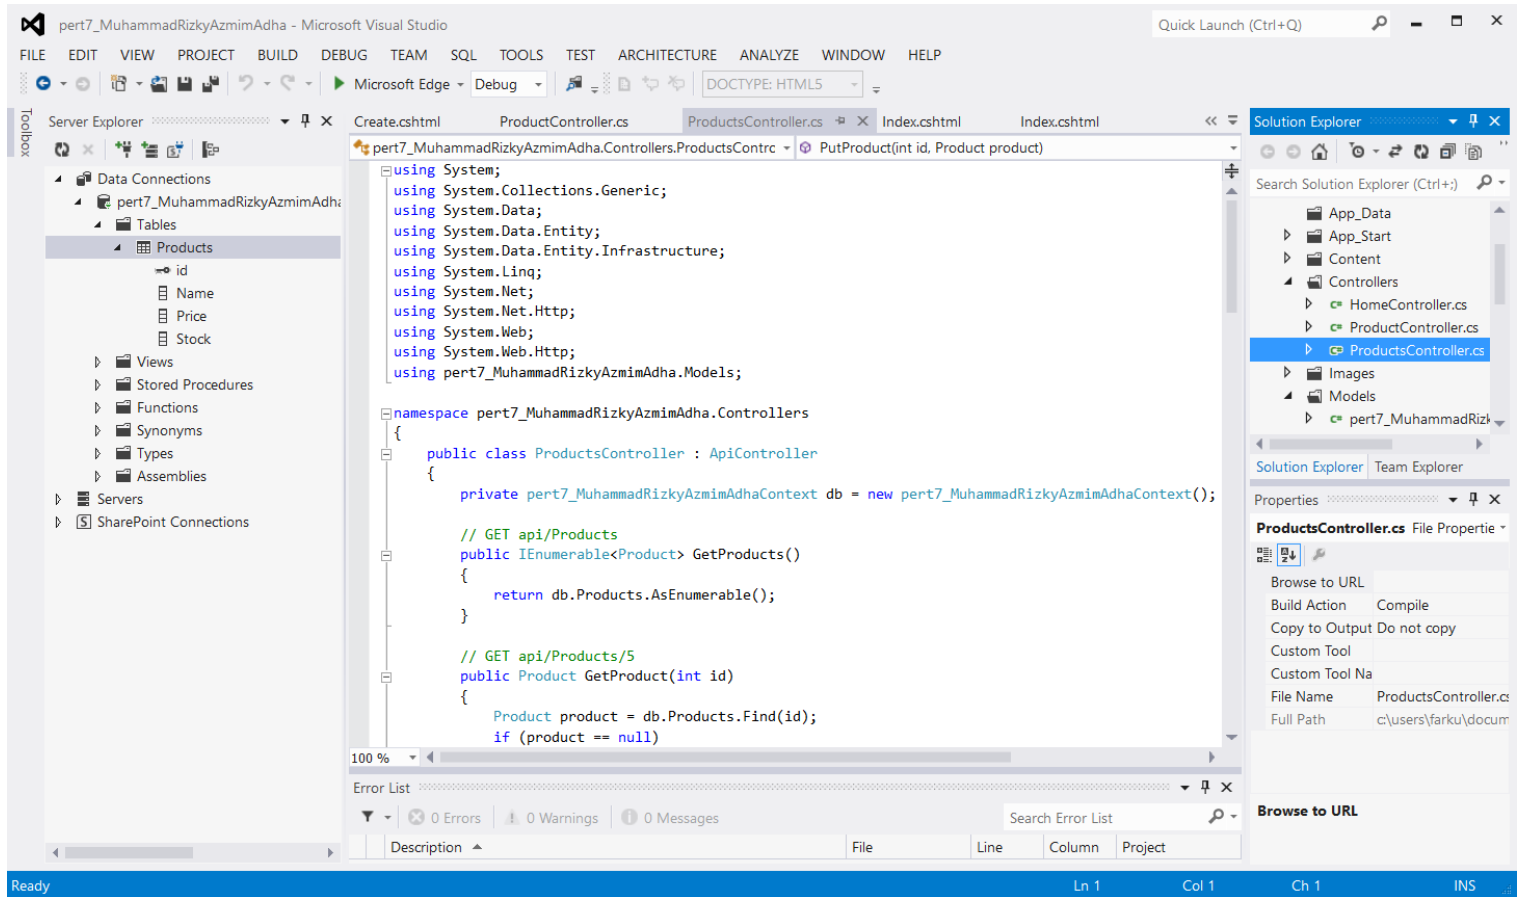 pert7_MuhammadRizkyAzmimAdha - Microsoft Visual Studio
Quick Launch (Ctrl+Q)
FILE EDIT VIEW PROJECT BUILD DEBUG TEAM SQL TOOLS TEST ARCHITECTURE ANALYZE WINDOW HELP
Microsoft Edge Debug DOCTYPE: HTML5
Toolbox
Server Explorer
Data Connections
pert7_MuhammadRizkyAzmimAdha
Tables
Products
id
Name
Price
Stock
Views
Stored Procedures
Functions
Synonyms
Types
Assemblies
Servers
SharePoint Connections
Create.cshtml ProductController.cs ProductsController.cs Index.cshtml Index.cshtml
pert7_MuhammadRizkyAzmimAdha.Controllers.ProductsContrc PutProduct(int id, Product product)
using System;
using System.Collections.Generic;
using System.Data;
using System.Data.Entity;
using System.Data.Entity.Infrastructure;
using System.Linq;
using System.Net;
using System.Net.Http;
using System.Web;
using System.Web.Http;
using pert7_MuhammadRizkyAzmimAdha.Models;
namespace pert7_MuhammadRizkyAzmimAdha.Controllers
{
public class ProductsController : ApiController
{
private pert7_MuhammadRizkyAzmimAdhaContext db = new pert7_MuhammadRizkyAzmimAdhaContext();
// GET api/Products
public IEnumerable<Product> GetProducts()
{
return db.Products.AsEnumerable();
}
// GET api/Products/5
public Product GetProduct(int id)
{
Product product = db.Products.Find(id);
if (product == null)
100 %
Error List
0 Errors 0 Warnings 0 Messages
Search Error List
Description File Line Column Project
Solution Explorer
Search Solution Explorer (Ctrl+;)
App_Data
App_Start
Content
Controllers
HomeController.cs
ProductController.cs
ProductsController.cs
Images
Models
pert7_MuhammadRizk
Solution Explorer Team Explorer
Properties
ProductsController.cs File Propertie
Browse to URL
Build Action Compile
Copy to Output Do not copy
Custom Tool
Custom Tool Na
File Name ProductsController.cs
Full Path c:\users\farku\docum
Browse to URL
Ready Ln 1 Col 1 Ch 1 INS